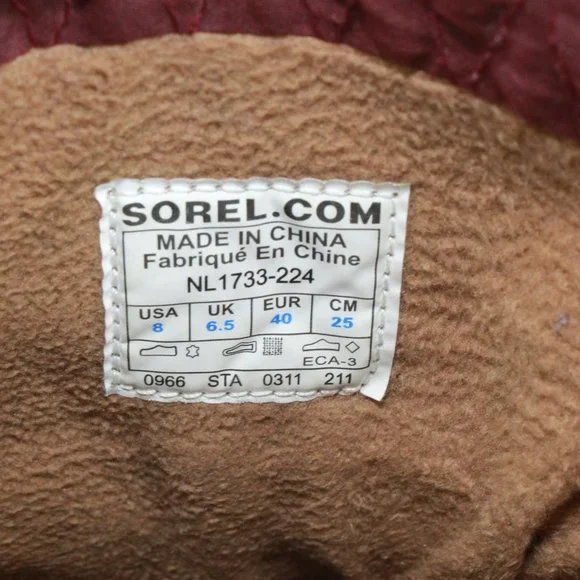 SOREL.COM
MADE IN CHINA
Fabriqué En Chine
NL1733-224
USA UK EUR CM
8 6.5 40 25
ECA-3
0966 STA 0311 211